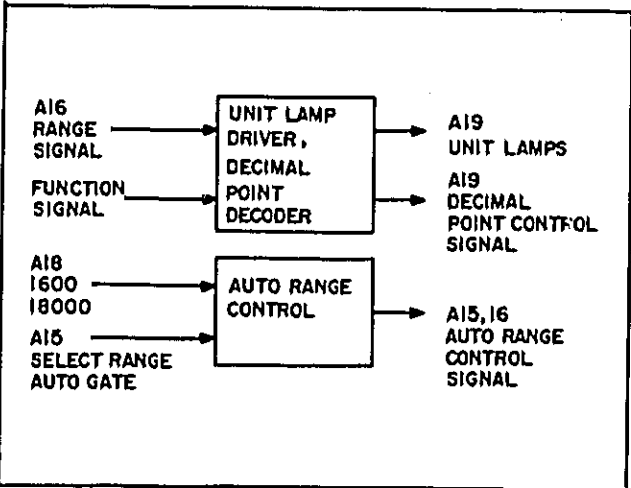 A16
RANGE
SIGNAL
FUNCTION
SIGNAL
UNIT LAMP
DRIVER,
DECIMAL
POINT
DECODER
A19
UNIT LAMPS
A19
DECIMAL
POINT CONTROL
SIGNAL
A18
1600
18000
A15
SELECT RANGE
AUTO GATE
AUTO RANGE
CONTROL
A15,16
AUTO RANGE
CONTROL
SIGNAL